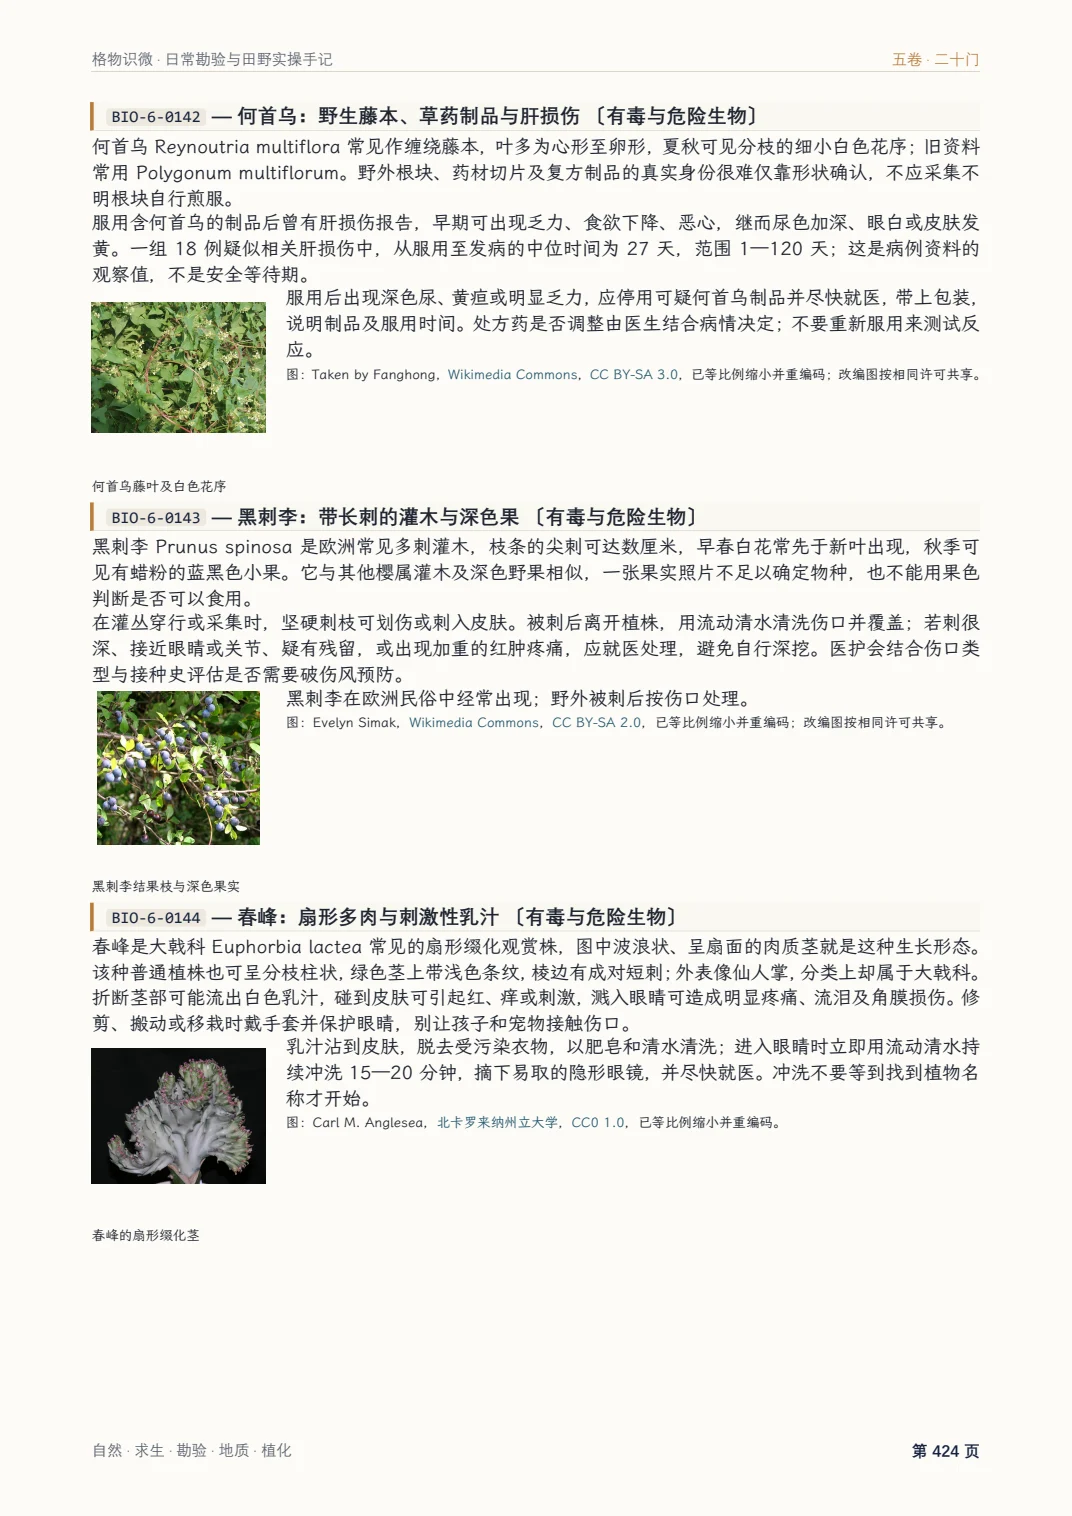 格物识微 · 日常勘验与田野实操手记
五卷 · 二十门
BIO-6-0142 — 何首乌：野生藤本、草药制品与肝损伤 〔有毒与危险生物〕
何首乌 Reynoutria multiflora 常见作缠绕藤本，叶多为心形至卵形，夏秋可见分枝的细小白色花序；旧资料
常用 Polygonum multiflorum。野外根块、药材切片及复方制品的真实身份很难仅靠形状确认，不应采集不
明根块自行煎服。
服用含何首乌的制品后曾有肝损伤报告，早期可出现乏力、食欲下降、恶心，继而尿色加深、眼白或皮肤发
黄。一组 18 例疑似相关肝损伤中，从服用至发病的中位时间为 27 天，范围 1—120 天；这是病例资料的
观察值，不是安全等待期。
服用后出现深色尿、黄疸或明显乏力，应停用可疑何首乌制品并尽快就医，带上包装，
说明制品及服用时间。处方药是否调整由医生结合病情决定；不要重新服用来测试反
应。
图：Taken by Fanghong，Wikimedia Commons，CC BY-SA 3.0，已等比例缩小并重编码；改编图按相同许可共享。
何首乌藤叶及白色花序
BIO-6-0143 — 黑刺李：带长刺的灌木与深色果 〔有毒与危险生物〕
黑刺李 Prunus spinosa 是欧洲常见多刺灌木，枝条的尖刺可达数厘米，早春白花常先于新叶出现，秋季可
见有蜡粉的蓝黑色小果。它与其他樱属灌木及深色野果相似，一张果实照片不足以确定物种，也不能用果色
判断是否可以食用。
在灌丛穿行或采集时，坚硬刺枝可划伤或刺入皮肤。被刺后离开植株，用流动清水清洗伤口并覆盖；若刺很
深、接近眼睛或关节、疑有残留，或出现加重的红肿疼痛，应就医处理，避免自行深挖。医护会结合伤口类
型与接种史评估是否需要破伤风预防。
黑刺李在欧洲民俗中经常出现；野外被刺后按伤口处理。
图：Evelyn Simak，Wikimedia Commons，CC BY-SA 2.0，已等比例缩小并重编码；改编图按相同许可共享。
黑刺李结果枝与深色果实
BIO-6-0144 — 春峰：扇形多肉与刺激性乳汁 〔有毒与危险生物〕
春峰是大戟科 Euphorbia lactea 常见的扇形缀化观赏株，图中波浪状、呈扇面的肉质茎就是这种生长形态。
该种普通植株也可呈分枝柱状，绿色茎上带浅色条纹，棱边有成对短刺；外表像仙人掌，分类上却属于大戟科。
折断茎部可能流出白色乳汁，碰到皮肤可引起红、痒或刺激，溅入眼睛可造成明显疼痛、流泪及角膜损伤。修
剪、搬动或移栽时戴手套并保护眼睛，别让孩子和宠物接触伤口。
乳汁沾到皮肤，脱去受污染衣物，以肥皂和清水清洗；进入眼睛时立即用流动清水持
续冲洗 15—20 分钟，摘下易取的隐形眼镜，并尽快就医。冲洗不要等到找到植物名
称才开始。
图：Carl M. Anglesea，北卡罗来纳州立大学，CC0 1.0，已等比例缩小并重编码。
春峰的扇形缀化茎
自然 · 求生 · 勘验 · 地质 · 植化
第 424 页